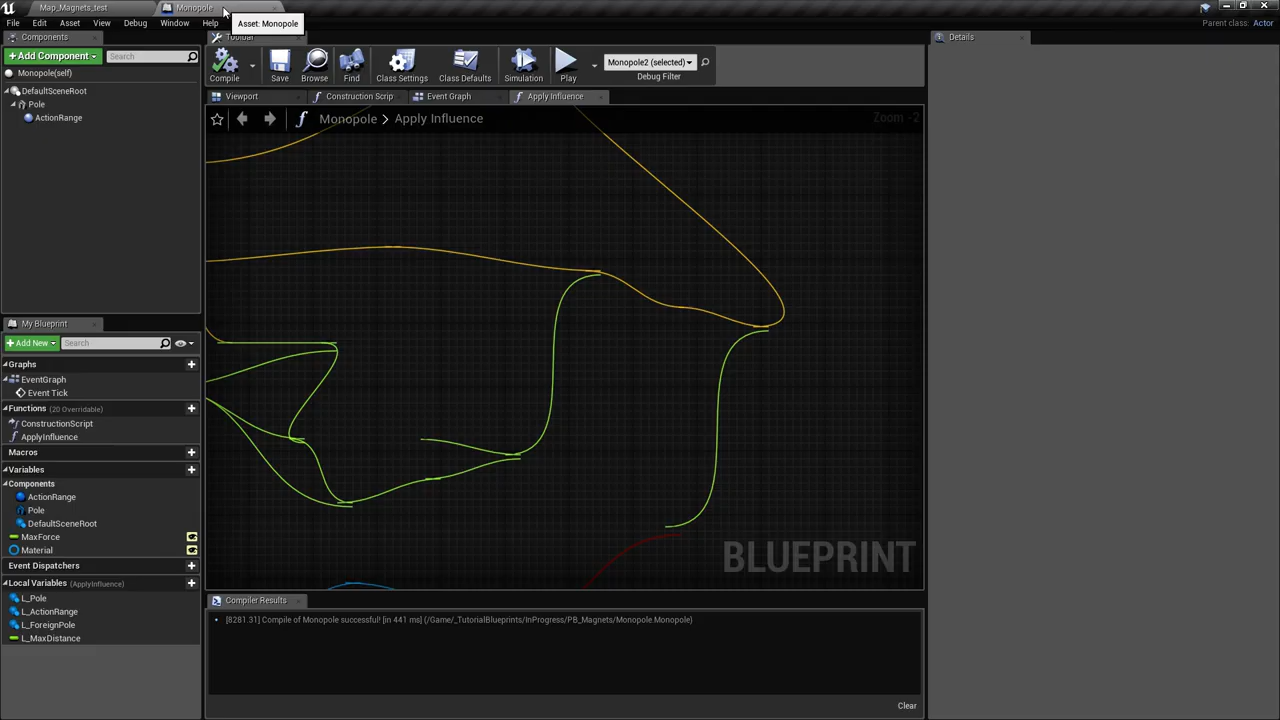 Map_Magnets_test
Monopole
File Edit Asset View Debug Window Help
Asset: Monopole
Parent class: Actor
Components
Toolbar
Details
Add Component
Search
Compile
Save
Browse
Find
Class Settings
Class Defaults
Simulation
Play
Monopole2 (selected)
Debug Filter
Monopole(self)
DefaultSceneRoot
Pole
ActionRange
Viewport
Construction Scrip
Event Graph
Apply Influence
Monopole > Apply Influence
Zoom -2
My Blueprint
Add New
Search
Graphs
EventGraph
Event Tick
Functions (20 Overridable)
ConstructionScript
ApplyInfluence
Macros
Variables
Components
ActionRange
Pole
DefaultSceneRoot
MaxForce
Material
Event Dispatchers
Local Variables (ApplyInfluence)
L_Pole
L_ActionRange
L_ForeignPole
L_MaxDistance
BLUEPRINT
Compiler Results
[8281.31] Compile of Monopole successful! [in 441 ms] (/Game/_TutorialBlueprints/InProgress/PB_Magnets/Monopole.Monopole)
Clear